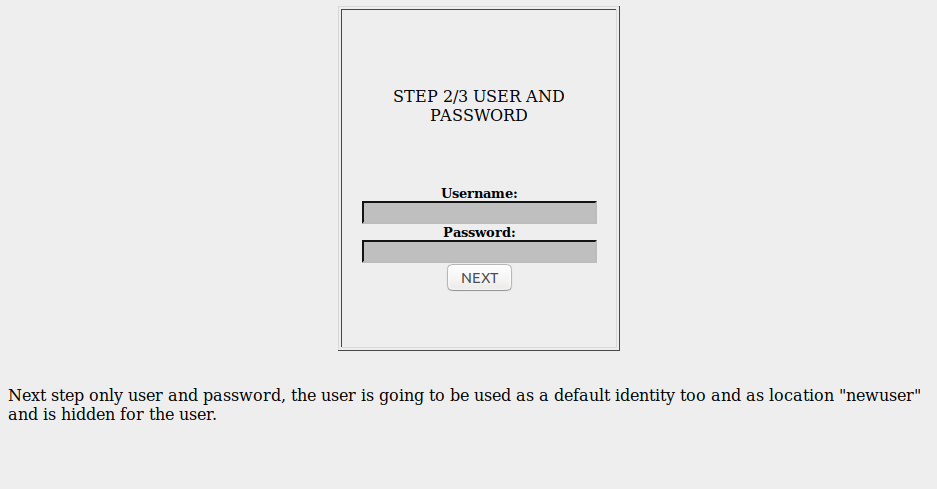 STEP 2/3 USER AND
PASSWORD
Username:
Password:
NEXT
Next step only user and password, the user is going to be used as a default identity too and as location "newuser"
and is hidden for the user.